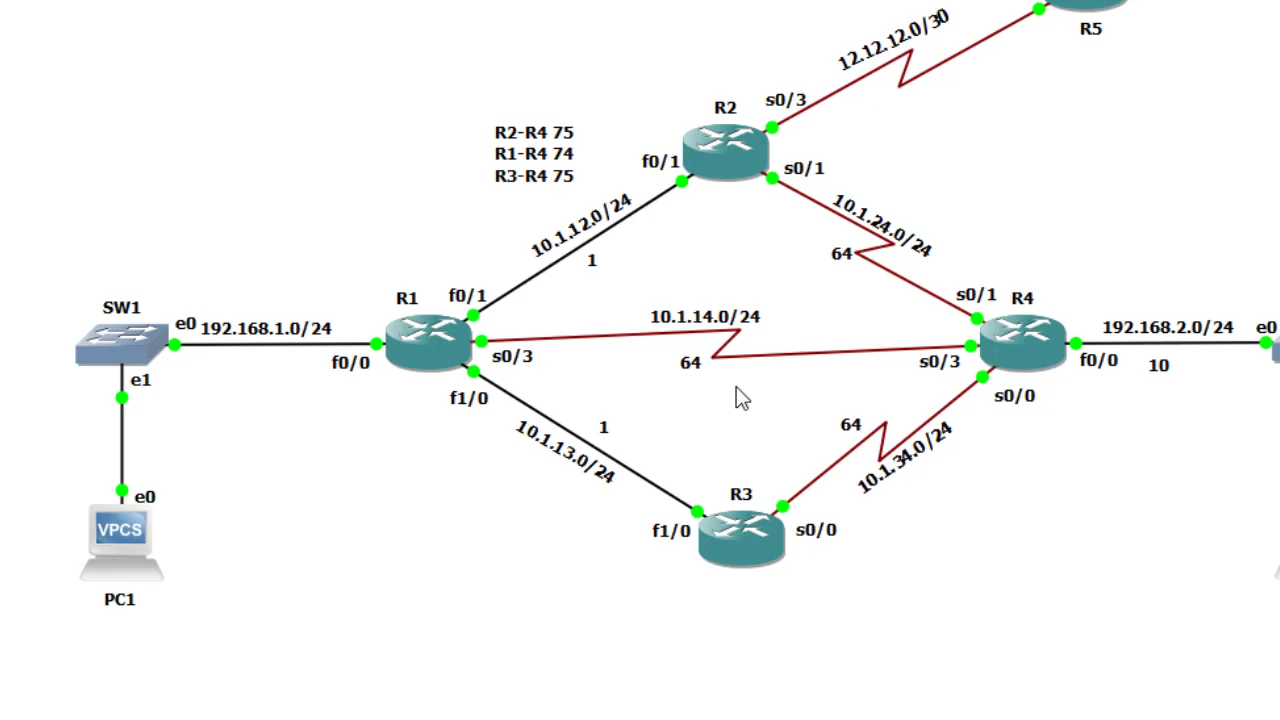 12.12.12.0/30
R5
R2
s0/3
R2-R4 75
R1-R4 74
R3-R4 75
f0/1
s0/1
10.1.12.0/24
1
10.1.24.0/24
64
SW1
R1
f0/1
s0/1
R4
e0
192.168.1.0/24
10.1.14.0/24
192.168.2.0/24
e0
f0/0
s0/3
64
s0/3
f0/0
10
e1
f1/0
s0/0
1
64
10.1.13.0/24
10.1.34.0/24
e0
R3
VPCS
f1/0
s0/0
PC1